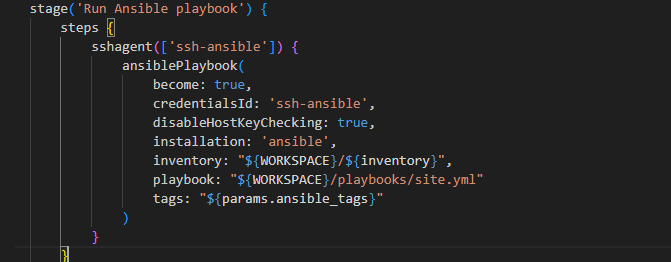 stage('Run Ansible playbook') {
steps {
sshagent(['ssh-ansible']) {
ansiblePlaybook(
become: true,
credentialsId: 'ssh-ansible',
disableHostKeyChecking: true,
installation: 'ansible',
inventory: "${WORKSPACE}/${inventory}",
playbook: "${WORKSPACE}/playbooks/site.yml"
tags: "${params.ansible_tags}"
)
}
}